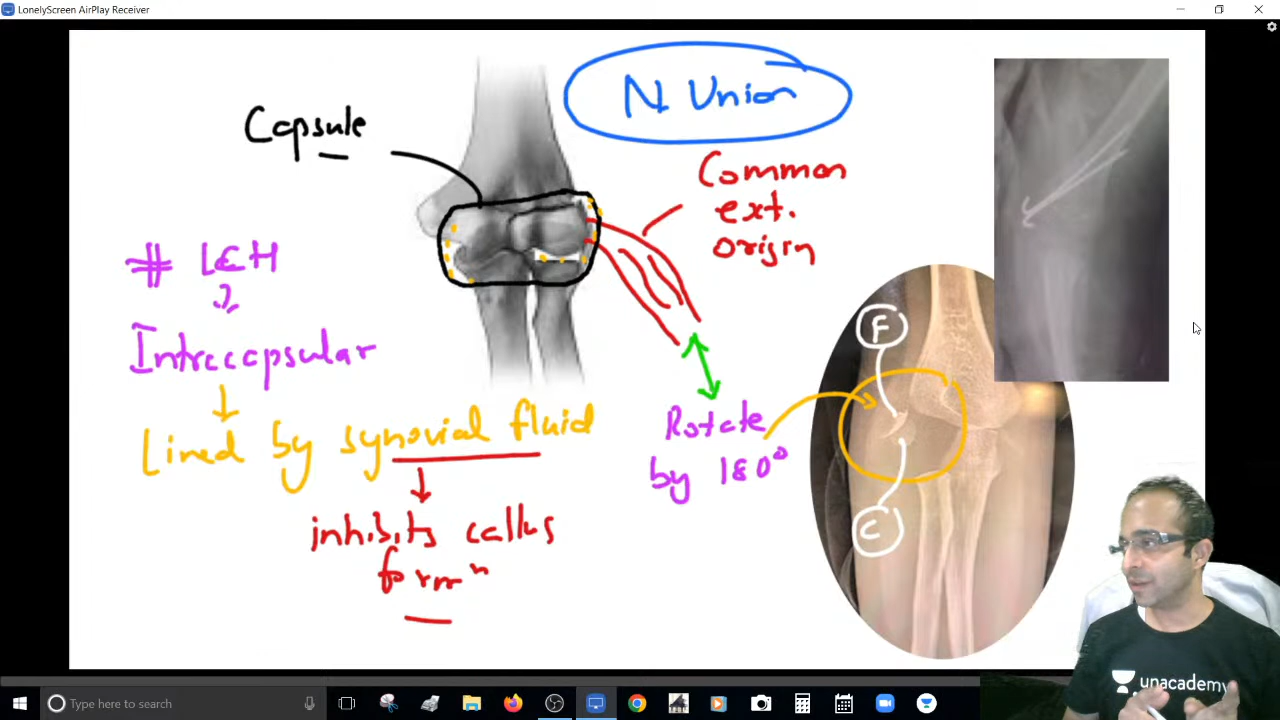 LonelyScreen AirPlay Receiver
N Union
Capsule
Common
ext.
origin
# LCH
Intracapsular
Lined by synovial fluid
inhibits callus
formⁿ
Rotate
by 180°
F
C
unacademy
Type here to search